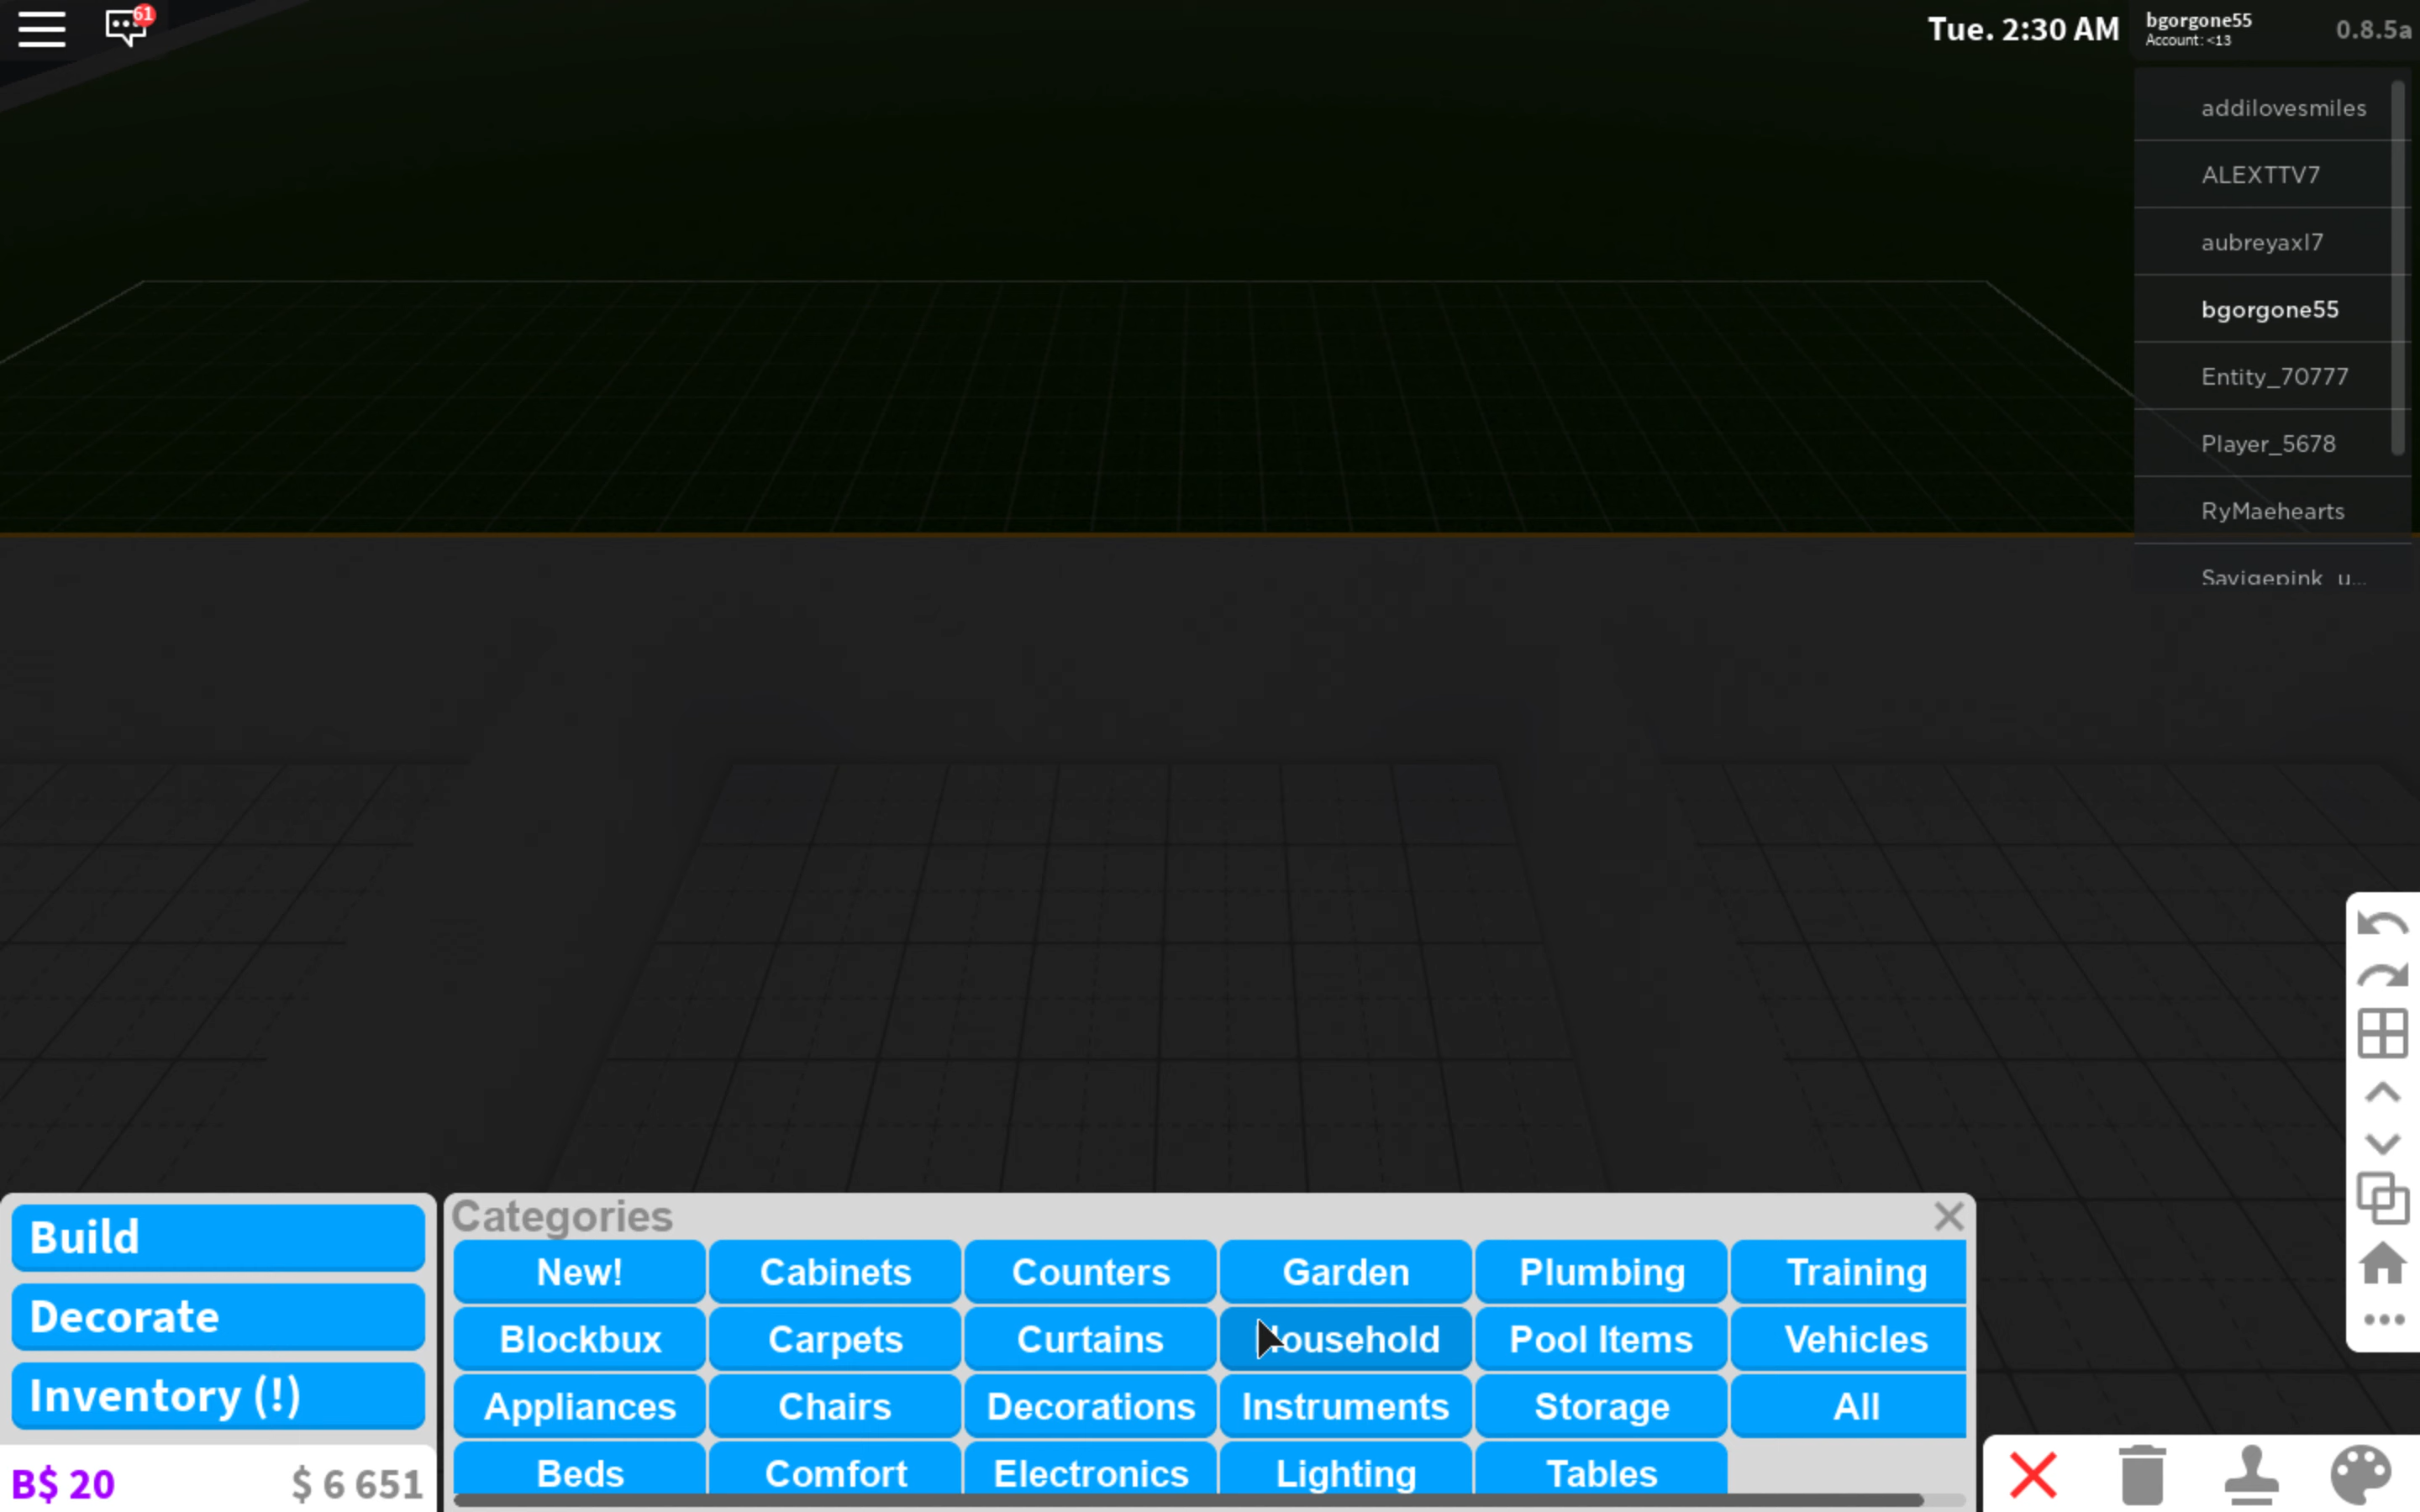 61
Tue. 2:30 AM
bgorgone55
Account: <13
0.8.5a
addilovesmiles
ALEXTTV7
aubreyaxl7
bgorgone55
Entity_70777
Player_5678
RyMaehearts
Savigepink_u...
Build
Decorate
Inventory (!)
B$ 20
$ 6 651
Categories
New! Cabinets Counters Garden Plumbing Training
Blockbux Carpets Curtains Household Pool Items Vehicles
Appliances Chairs Decorations Instruments Storage All
Beds Comfort Electronics Lighting Tables